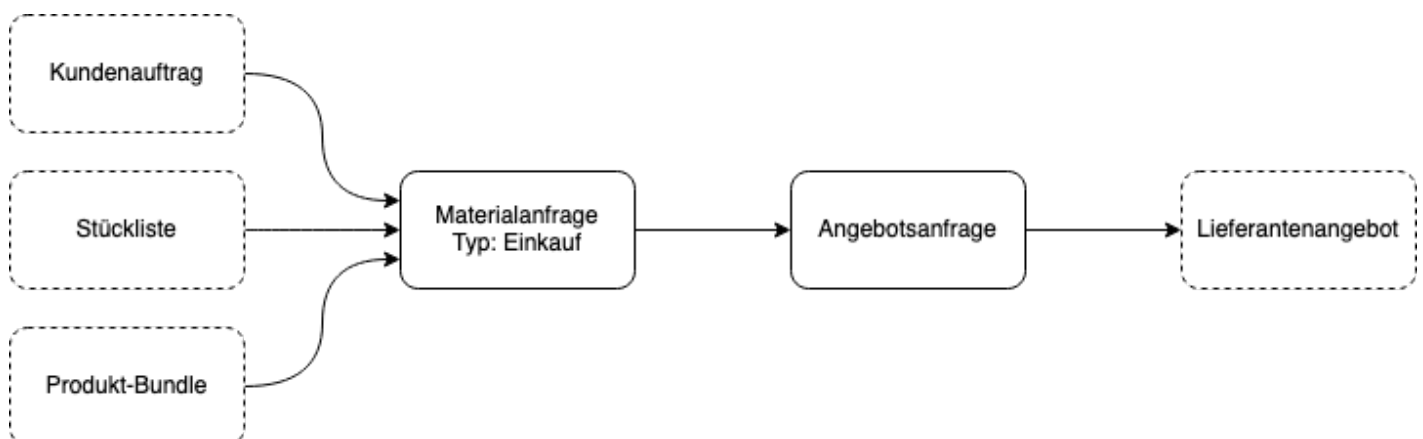 Kundenauftrag
Stückliste
Produkt-Bundle
Materialanfrage
Typ: Einkauf
Angebotsanfrage
Lieferantenangebot